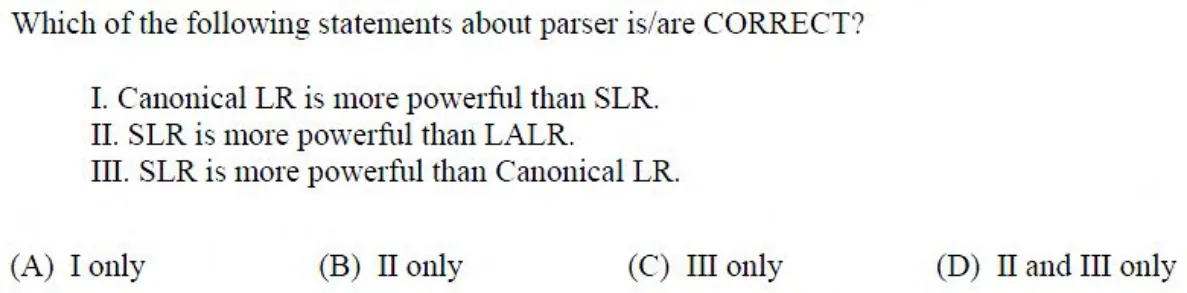 Which of the following statements about parser is/are CORRECT?
I. Canonical LR is more powerful than SLR.
II. SLR is more powerful than LALR.
III. SLR is more powerful than Canonical LR.
(A) I only (B) II only (C) III only (D) II and III only